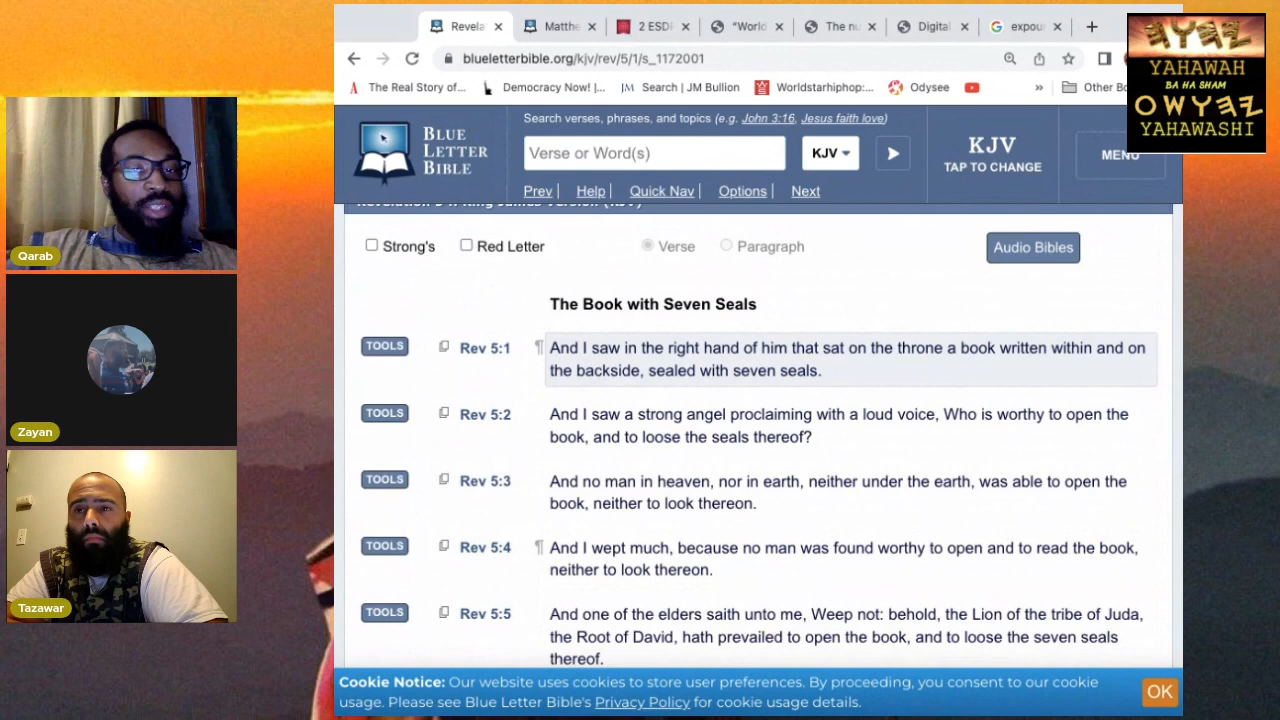 Revela
Matthe
2 ESDR
"World
The nu
Digital
expou
blueletterbible.org/kjv/rev/5/1/s_1172001
The Real Story of...
Democracy Now! |...
JM Search | JM Bullion
Worldstarhiphop:...
Odysee
»
Other Bo
YAHAWAH
BA HA SHAM
YAHAWASHI
BLUE
LETTER
BIBLE
Search verses, phrases, and topics (e.g. John 3:16, Jesus faith love)
Verse or Word(s)
KJV
KJV
TAP TO CHANGE
MENU
Prev | Help | Quick Nav | Options | Next
Strong's
Red Letter
Verse
Paragraph
Audio Bibles
The Book with Seven Seals
TOOLS Rev 5:1 ¶ And I saw in the right hand of him that sat on the throne a book written within and on
the backside, sealed with seven seals.
TOOLS Rev 5:2 And I saw a strong angel proclaiming with a loud voice, Who is worthy to open the
book, and to loose the seals thereof?
TOOLS Rev 5:3 And no man in heaven, nor in earth, neither under the earth, was able to open the
book, neither to look thereon.
TOOLS Rev 5:4 ¶ And I wept much, because no man was found worthy to open and to read the book,
neither to look thereon.
TOOLS Rev 5:5 And one of the elders saith unto me, Weep not: behold, the Lion of the tribe of Juda,
the Root of David, hath prevailed to open the book, and to loose the seven seals
thereof.
Cookie Notice: Our website uses cookies to store user preferences. By proceeding, you consent to our cookie
usage. Please see Blue Letter Bible's Privacy Policy for cookie usage details.
OK
Qarab
Zayan
Tazawar